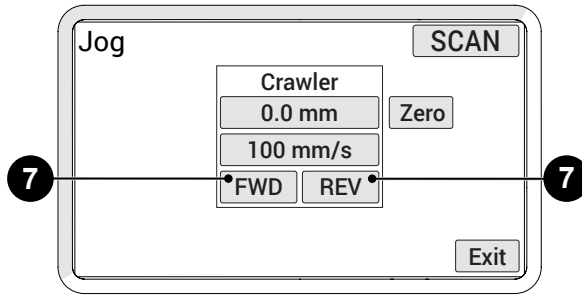 Jog SCAN
Crawler
0.0 mm Zero
100 mm/s
7 FWD REV 7
Exit